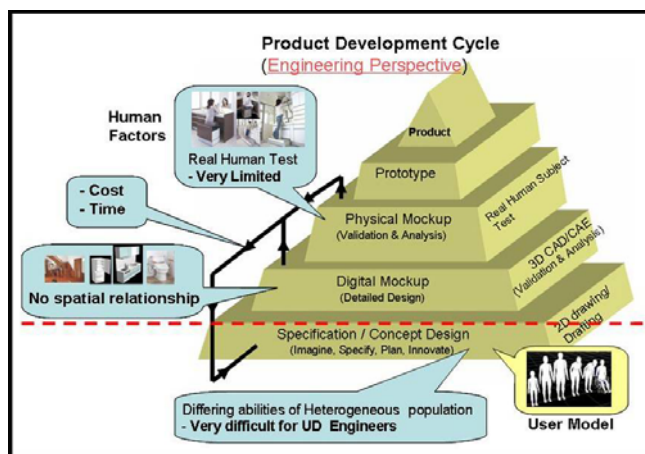 Product Development Cycle
(Engineering Perspective)
Human
Factors
Real Human Test
- Very Limited
- Cost
- Time
No spatial relationship
Product
Prototype
Physical Mockup
(Validation & Analysis)
Real Human Subject
Test
Digital Mockup
(Detailed Design)
3D CAD/CAE
(Validation & Analysis)
Specification / Concept Design
(Imagine, Specify, Plan, Innovate)
2D drawing/
Drafting
Differing abilities of Heterogeneous population
- Very difficult for UD Engineers
User Model